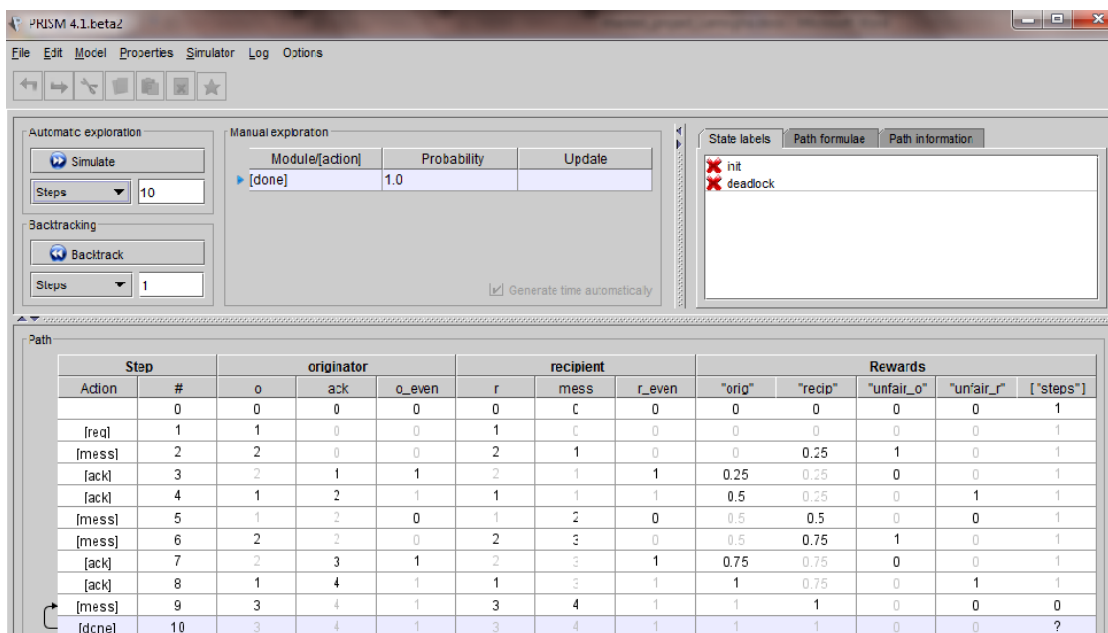 PRISM 4.1.beta2
File Edit Model Properties Simulator Log Options
Automatic exploration
Simulate
Steps 10
Backtracking
Backtrack
Steps 1
Manual exploration
Module/[action] Probability Update
[done] 1.0
Generate time automatically
State labels Path formulae Path information
init
deadlock
Path
Step originator recipient Rewards
Action # o ack o_even r mess r_even "orig" "recip" "unfair_o" "unfair_r" ["steps"]
0 0 0 0 0 0 0 0 0 0 0 1
[req] 1 1 0 0 1 0 0 0 0 0 0 1
[mess] 2 2 0 0 2 1 0 0 0.25 1 0 1
[ack] 3 2 1 1 2 1 1 0.25 0.25 0 0 1
[ack] 4 1 2 1 1 1 1 0.5 0.25 0 1 1
[mess] 5 1 2 0 1 2 0 0.5 0.5 0 0 1
[mess] 6 2 2 0 2 3 0 0.5 0.75 1 0 1
[ack] 7 2 3 1 2 3 1 0.75 0.75 0 0 1
[ack] 8 1 4 1 1 3 1 1 0.75 0 1 1
[mess] 9 3 4 1 3 4 1 1 1 0 0 0
[done] 10 3 4 1 3 4 1 1 1 0 0 ?